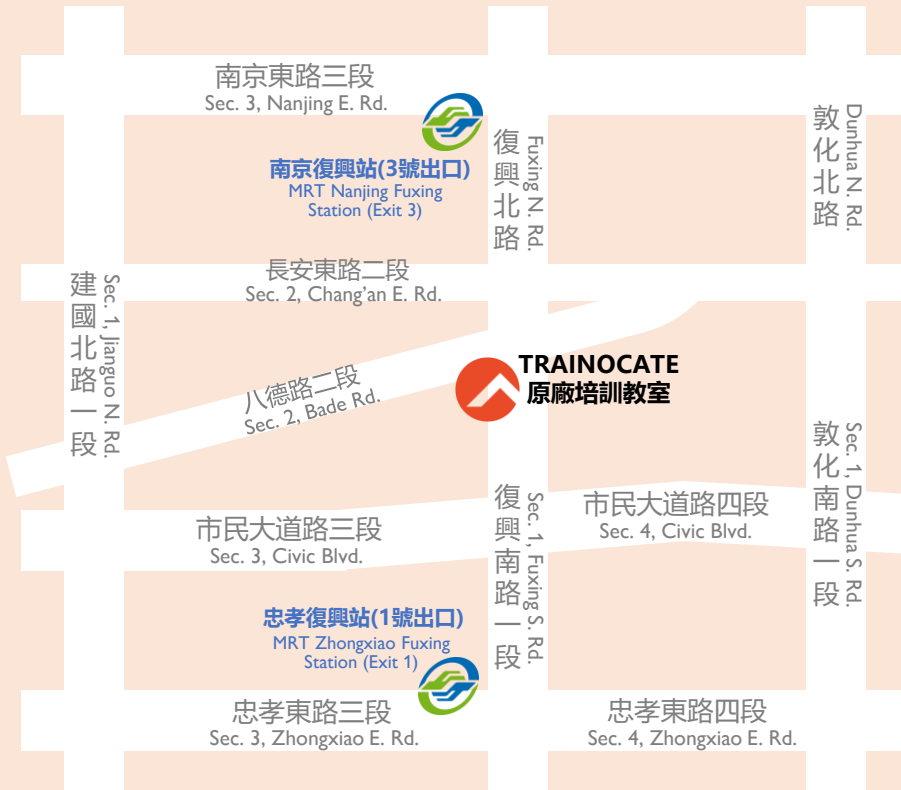 南京東路三段
Sec. 3, Nanjing E. Rd.
南京復興站(3號出口)
MRT Nanjing Fuxing
Station (Exit 3)
復興北路
Fuxing N. Rd.
敦化北路
Dunhua N. Rd.
長安東路二段
Sec. 2, Chang'an E. Rd.
建國北路一段
Sec. 1, Jianguo N. Rd.
八德路二段
Sec. 2, Bade Rd.
TRAINOCATE
原廠培訓教室
敦化南路一段
Sec. 1, Dunhua S. Rd.
市民大道路三段
Sec. 3, Civic Blvd.
復興南路一段
Sec. 1, Fuxing S. Rd.
市民大道路四段
Sec. 4, Civic Blvd.
忠孝復興站(1號出口)
MRT Zhongxiao Fuxing
Station (Exit 1)
忠孝東路三段
Sec. 3, Zhongxiao E. Rd.
忠孝東路四段
Sec. 4, Zhongxiao E. Rd.